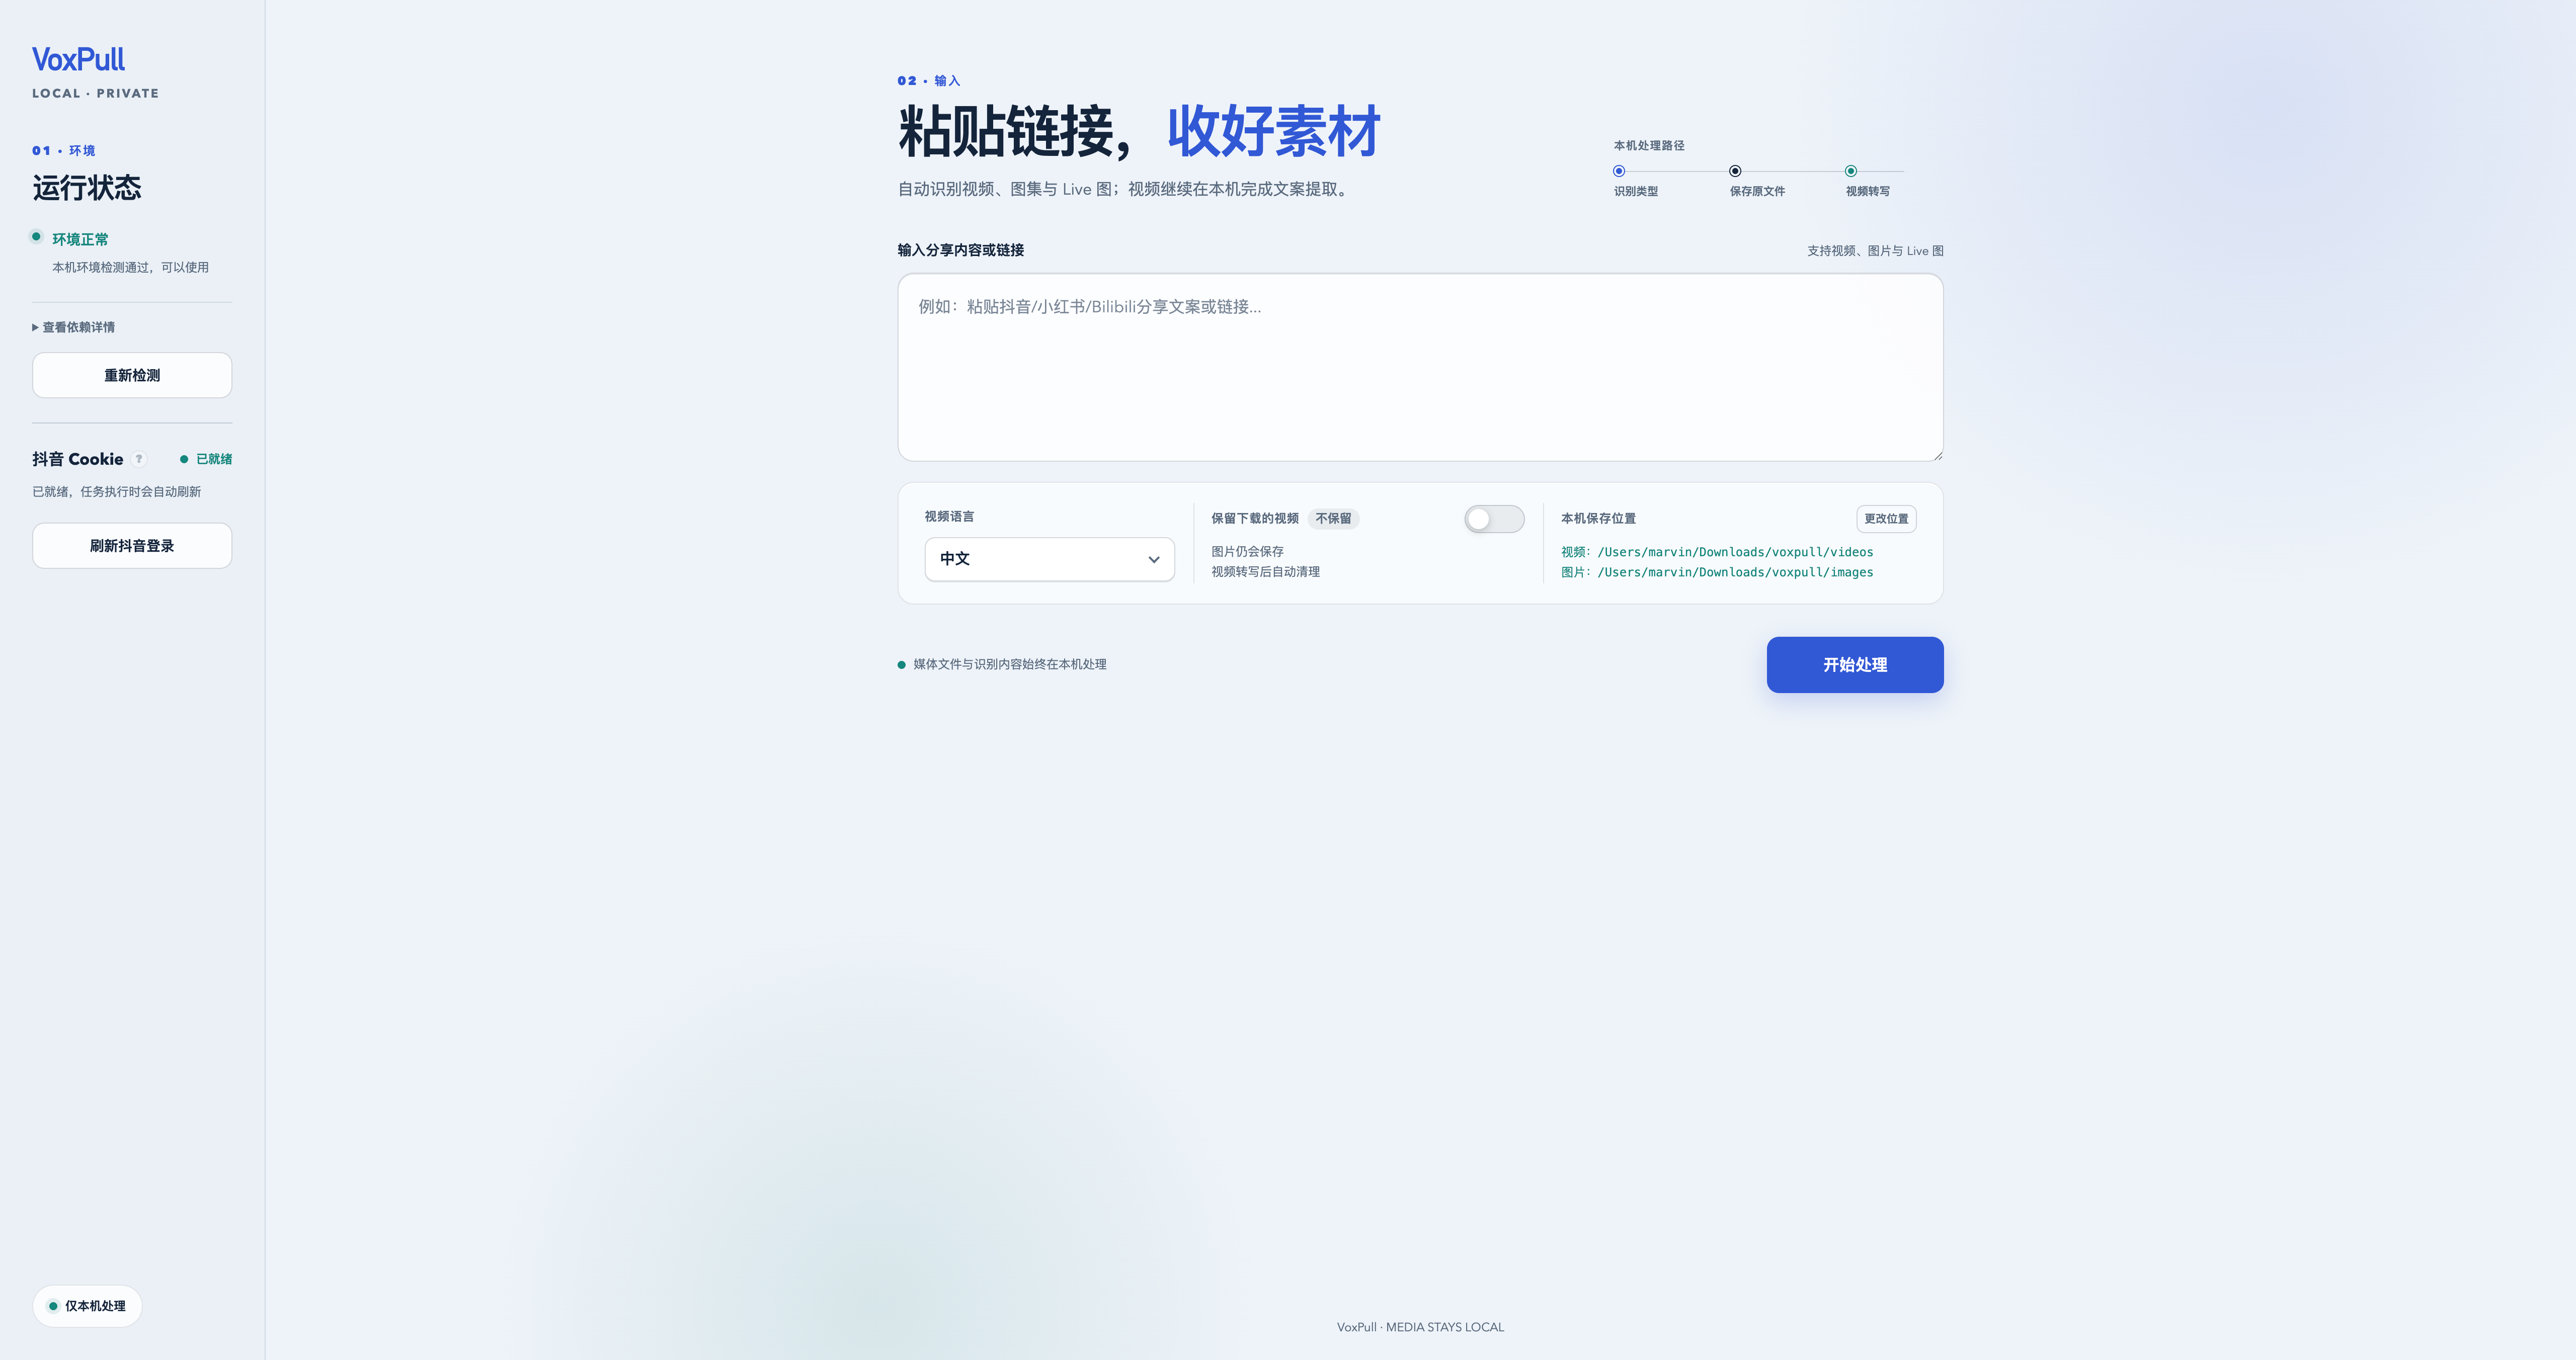 VoxPull
LOCAL · PRIVATE
01 · 环境
运行状态
环境正常
本机环境检测通过，可以使用
查看依赖详情
重新检测
抖音 Cookie ? 已就绪
已就绪，任务执行时会自动刷新
刷新抖音登录
仅本机处理
02 · 输入
粘贴链接，收好素材
自动识别视频、图集与 Live 图；视频继续在本机完成文案提取。
本机处理路径
识别类型 保存原文件 视频转写
输入分享内容或链接 支持视频、图片与 Live 图
例如：粘贴抖音/小红书/Bilibili分享文案或链接...
视频语言
中文
保留下载的视频 不保留
图片仍会保存
视频转写后自动清理
本机保存位置 更改位置
视频：/Users/marvin/Downloads/voxpull/videos
图片：/Users/marvin/Downloads/voxpull/images
媒体文件与识别内容始终在本机处理
开始处理
VoxPull · MEDIA STAYS LOCAL